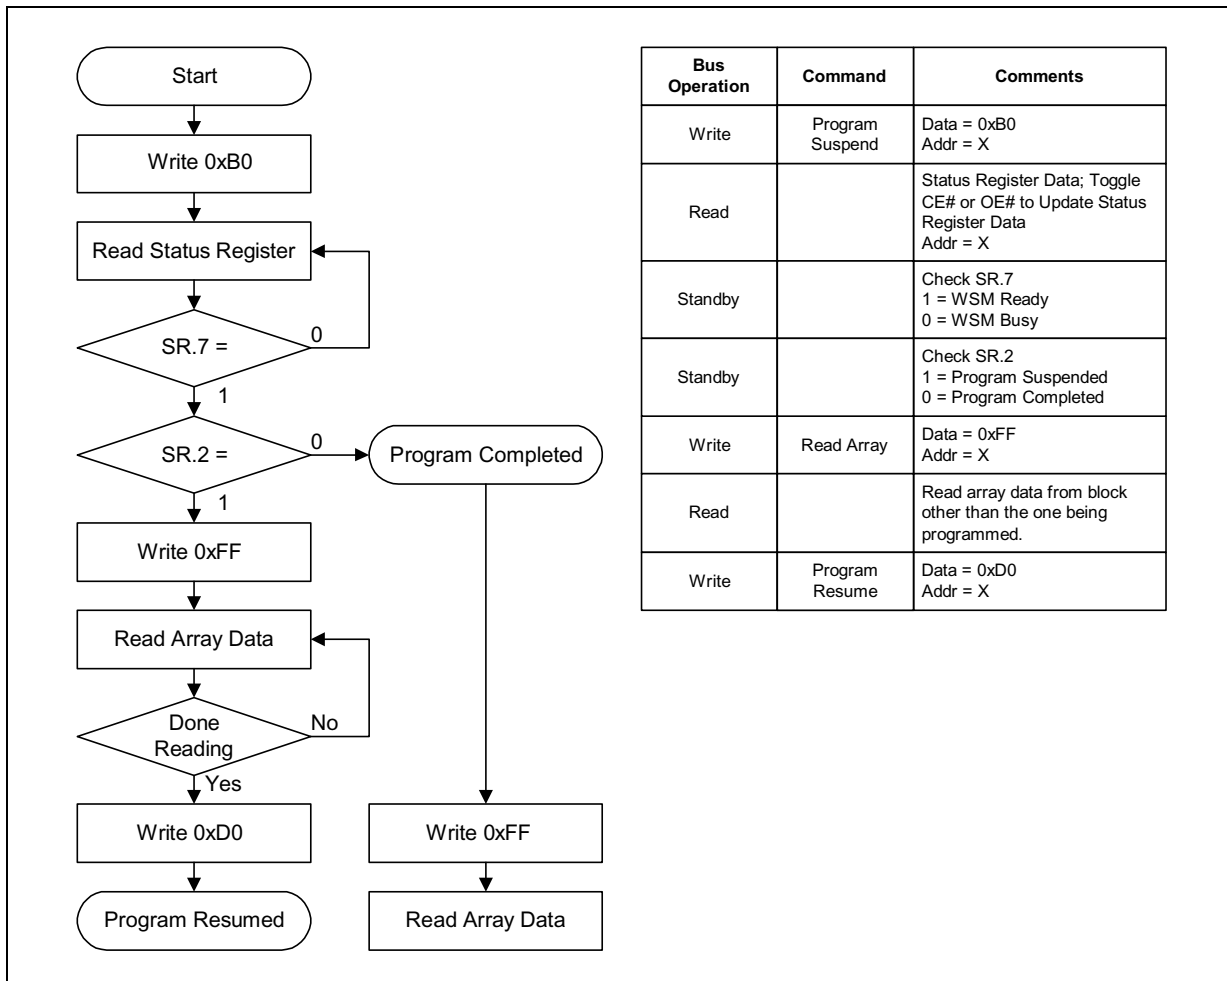 Start
Write 0xB0
Read Status Register
SR.7 =
0
1
SR.2 =
0
Program Completed
1
Write 0xFF
Read Array Data
Done
Reading
No
Yes
Write 0xD0
Write 0xFF
Program Resumed
Read Array Data
Bus
Operation
Command
Comments
Write
Program
Suspend
Data = 0xB0
Addr = X
Read
Status Register Data; Toggle
CE# or OE# to Update Status
Register Data
Addr = X
Standby
Check SR.7
1 = WSM Ready
0 = WSM Busy
Standby
Check SR.2
1 = Program Suspended
0 = Program Completed
Write
Read Array
Data = 0xFF
Addr = X
Read
Read array data from block
other than the one being
programmed.
Write
Program
Resume
Data = 0xD0
Addr = X